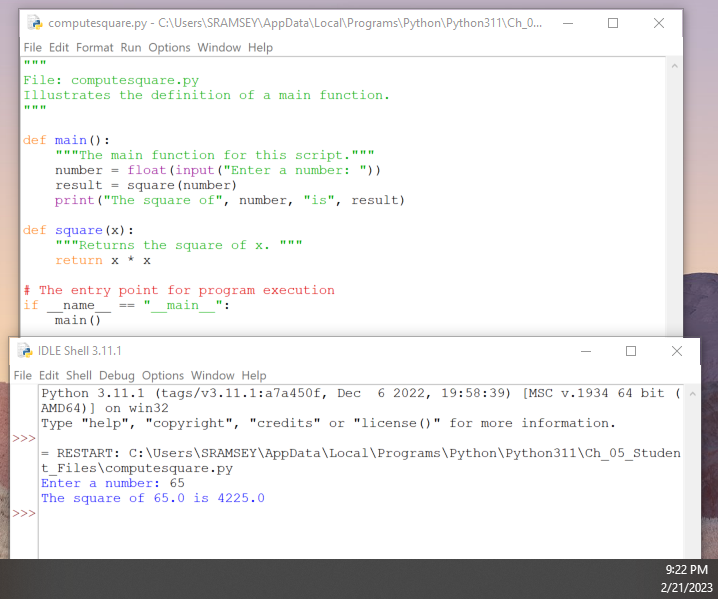 computesquare.py - C:\Users\SRAMSEY\AppData\Local\Programs\Python\Python311\Ch_0...
File Edit Format Run Options Window Help
"""
File: computesquare.py
Illustrates the definition of a main function.
"""
def main():
    """The main function for this script."""
    number = float(input("Enter a number: "))
    result = square(number)
    print("The square of", number, "is", result)
def square(x):
    """Returns the square of x. """
    return x * x
# The entry point for program execution
if __name__ == "__main__":
    main()
IDLE Shell 3.11.1
File Edit Shell Debug Options Window Help
Python 3.11.1 (tags/v3.11.1:a7a450f, Dec  6 2022, 19:58:39) [MSC v.1934 64 bit (
AMD64)] on win32
Type "help", "copyright", "credits" or "license()" for more information.
>>>
= RESTART: C:\Users\SRAMSEY\AppData\Local\Programs\Python\Python311\Ch_05_Studen
t_Files\computesquare.py
Enter a number: 65
The square of 65.0 is 4225.0
>>>
9:22 PM
2/21/2023